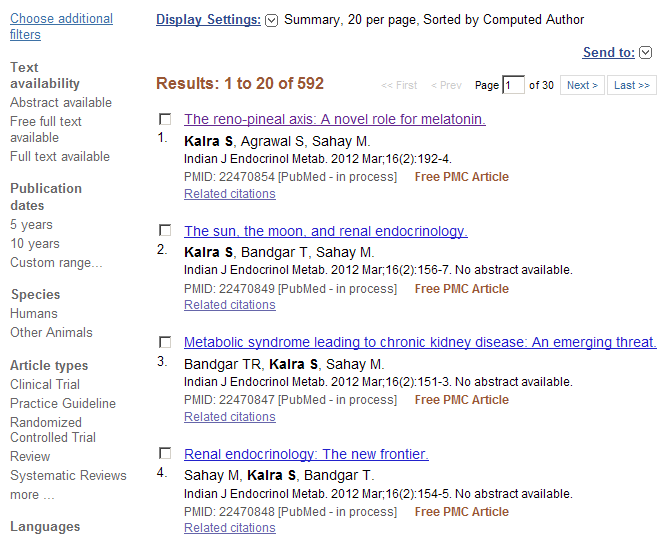 Choose additional
filters
Text
availability
Abstract available
Free full text
available
Full text available
Publication
dates
5 years
10 years
Custom range...
Species
Humans
Other Animals
Article types
Clinical Trial
Practice Guideline
Randomized
Controlled Trial
Review
Systematic Reviews
more ...
Languages
Display Settings: Summary, 20 per page, Sorted by Computed Author
Send to:
Results: 1 to 20 of 592
<< First < Prev Page 1 of 30 Next > Last >>
The reno-pineal axis: A novel role for melatonin.
1. Kalra S, Agrawal S, Sahay M.
Indian J Endocrinol Metab. 2012 Mar;16(2):192-4.
PMID: 22470854 [PubMed - in process] Free PMC Article
Related citations
The sun, the moon, and renal endocrinology.
2. Kalra S, Bandgar T, Sahay M.
Indian J Endocrinol Metab. 2012 Mar;16(2):156-7. No abstract available.
PMID: 22470849 [PubMed - in process] Free PMC Article
Related citations
Metabolic syndrome leading to chronic kidney disease: An emerging threat.
3. Bandgar TR, Kalra S, Sahay M.
Indian J Endocrinol Metab. 2012 Mar;16(2):151-3. No abstract available.
PMID: 22470847 [PubMed - in process] Free PMC Article
Related citations
Renal endocrinology: The new frontier.
4. Sahay M, Kalra S, Bandgar T.
Indian J Endocrinol Metab. 2012 Mar;16(2):154-5. No abstract available.
PMID: 22470848 [PubMed - in process] Free PMC Article
Related citations